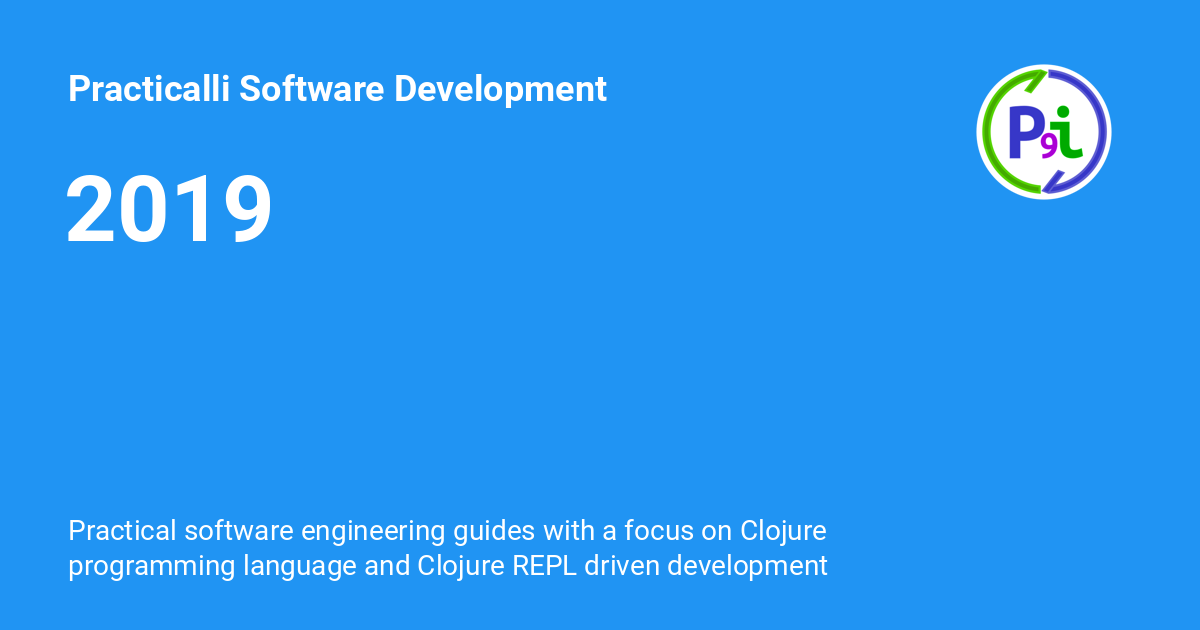 Practicalli Software Development
P9i
2019
Practical software engineering guides with a focus on Clojure
programming language and Clojure REPL driven development